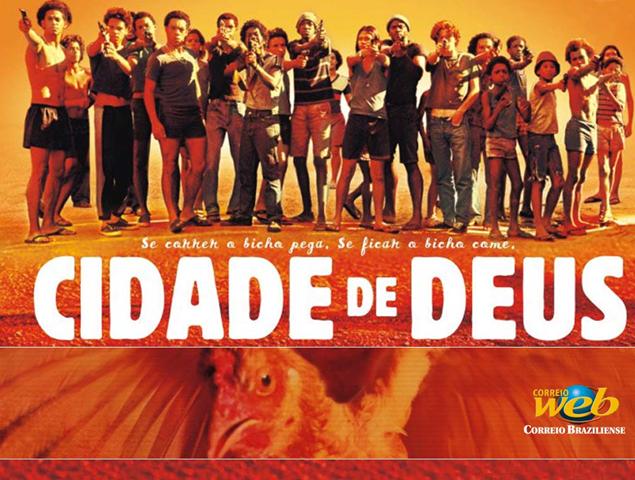 Se correr o bicho pega. Se ficar o bicho come.
CIDADE DE DEUS
CORREIO
web
CORREIO BRAZILIENSE